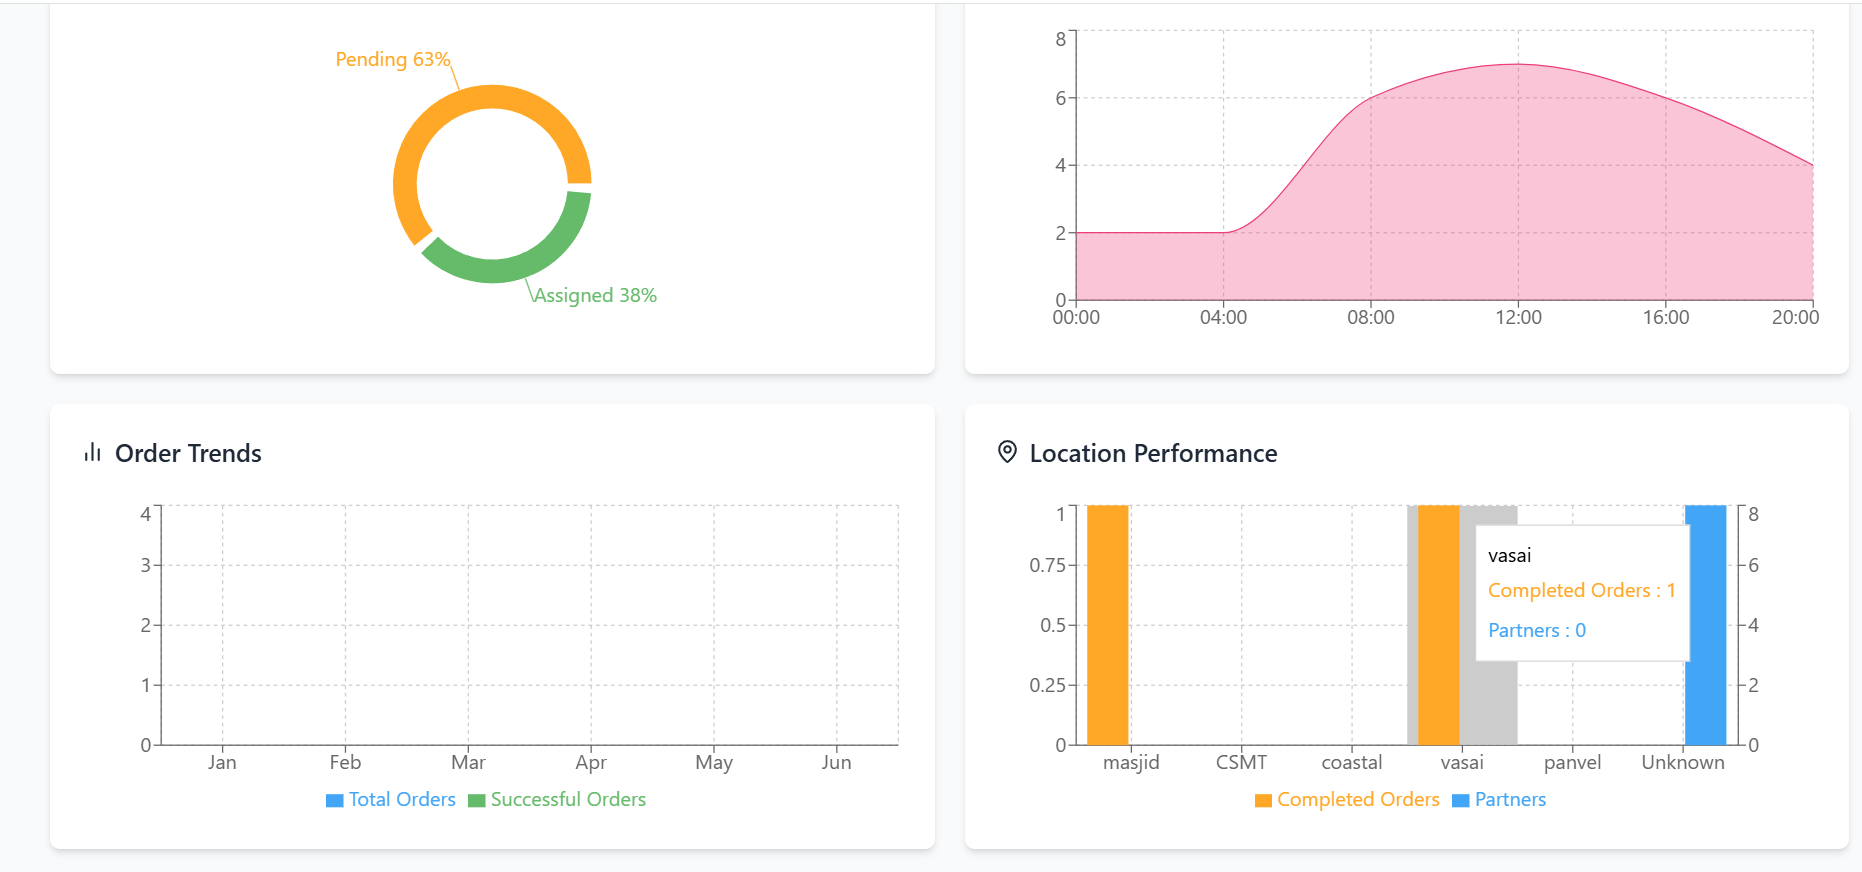 Pending 63%
Assigned 38%
8
6
4
2
0
00:00 04:00 08:00 12:00 16:00 20:00
Order Trends
4
3
2
1
0
Jan Feb Mar Apr May Jun
Total Orders Successful Orders
Location Performance
1 8
0.75 6
0.5 4
0.25 2
0 0
vasai
Completed Orders : 1
Partners : 0
masjid CSMT coastal vasai panvel Unknown
Completed Orders Partners